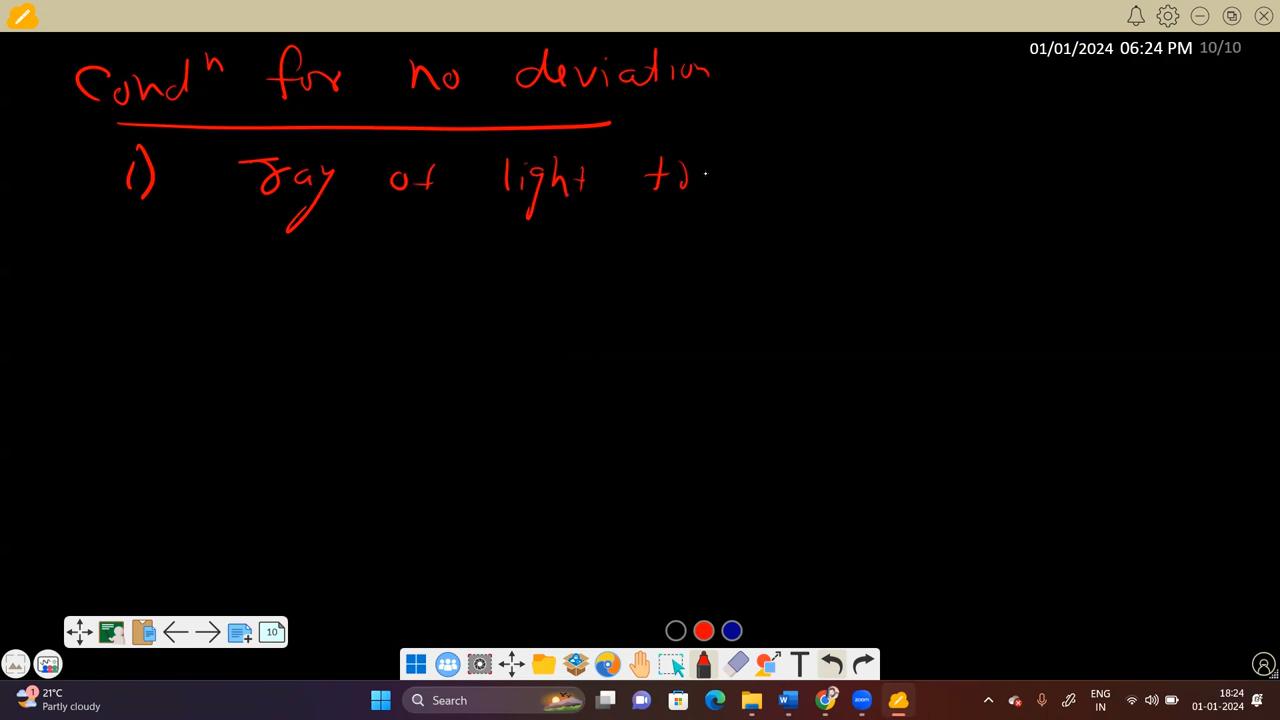 01/01/2024 06:24 PM 10/10
Condⁿ for no deviation
1) ray of light
10
T
1
21°C
Partly cloudy
Search
ENG
IN
18:24
01-01-2024